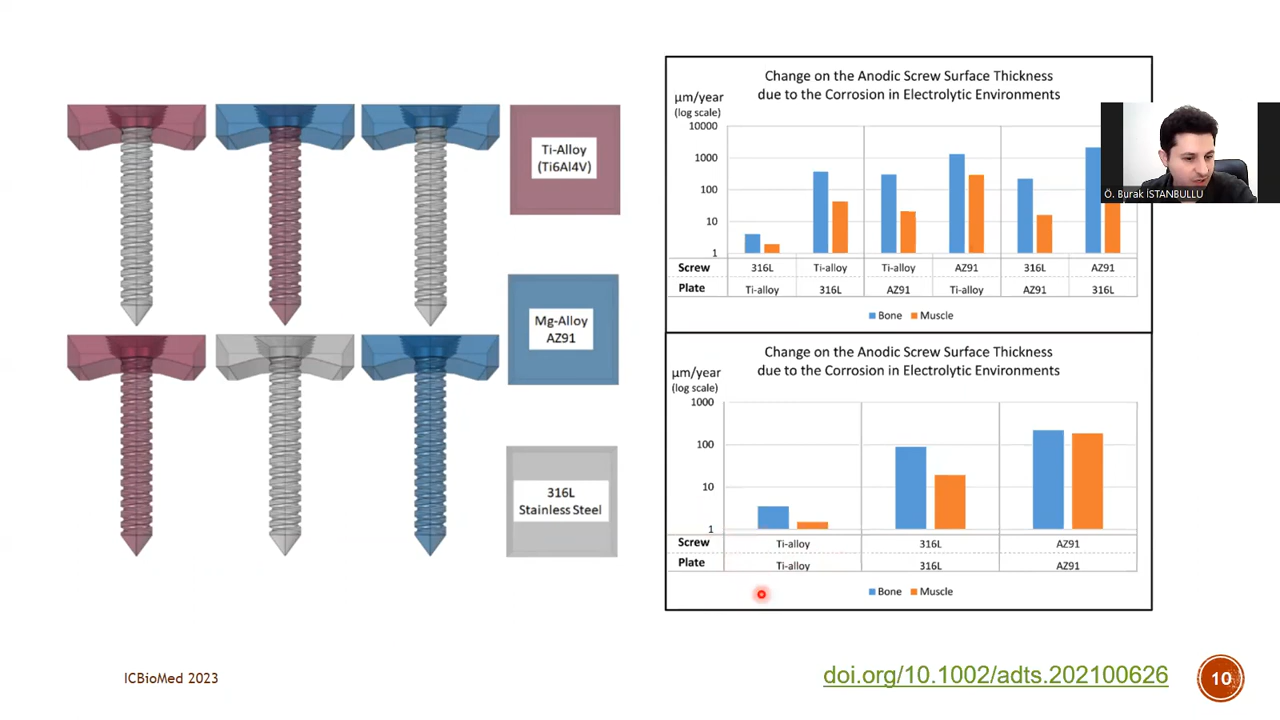 Ti-Alloy
(Ti6Al4V)
Mg-Alloy
AZ91
316L
Stainless Steel
Change on the Anodic Screw Surface Thickness
due to the Corrosion in Electrolytic Environments
µm/year
(log scale)
10000
1000
100
10
1
Screw 316L Ti-alloy Ti-alloy AZ91 316L AZ91
Plate Ti-alloy 316L AZ91 Ti-alloy AZ91 316L
Bone Muscle
Ö. Burak İSTANBULLU
Change on the Anodic Screw Surface Thickness
due to the Corrosion in Electrolytic Environments
µm/year
(log scale)
1000
100
10
1
Screw Ti-alloy 316L AZ91
Plate Ti-alloy 316L AZ91
Bone Muscle
ICBioMed 2023
doi.org/10.1002/adts.202100626
10